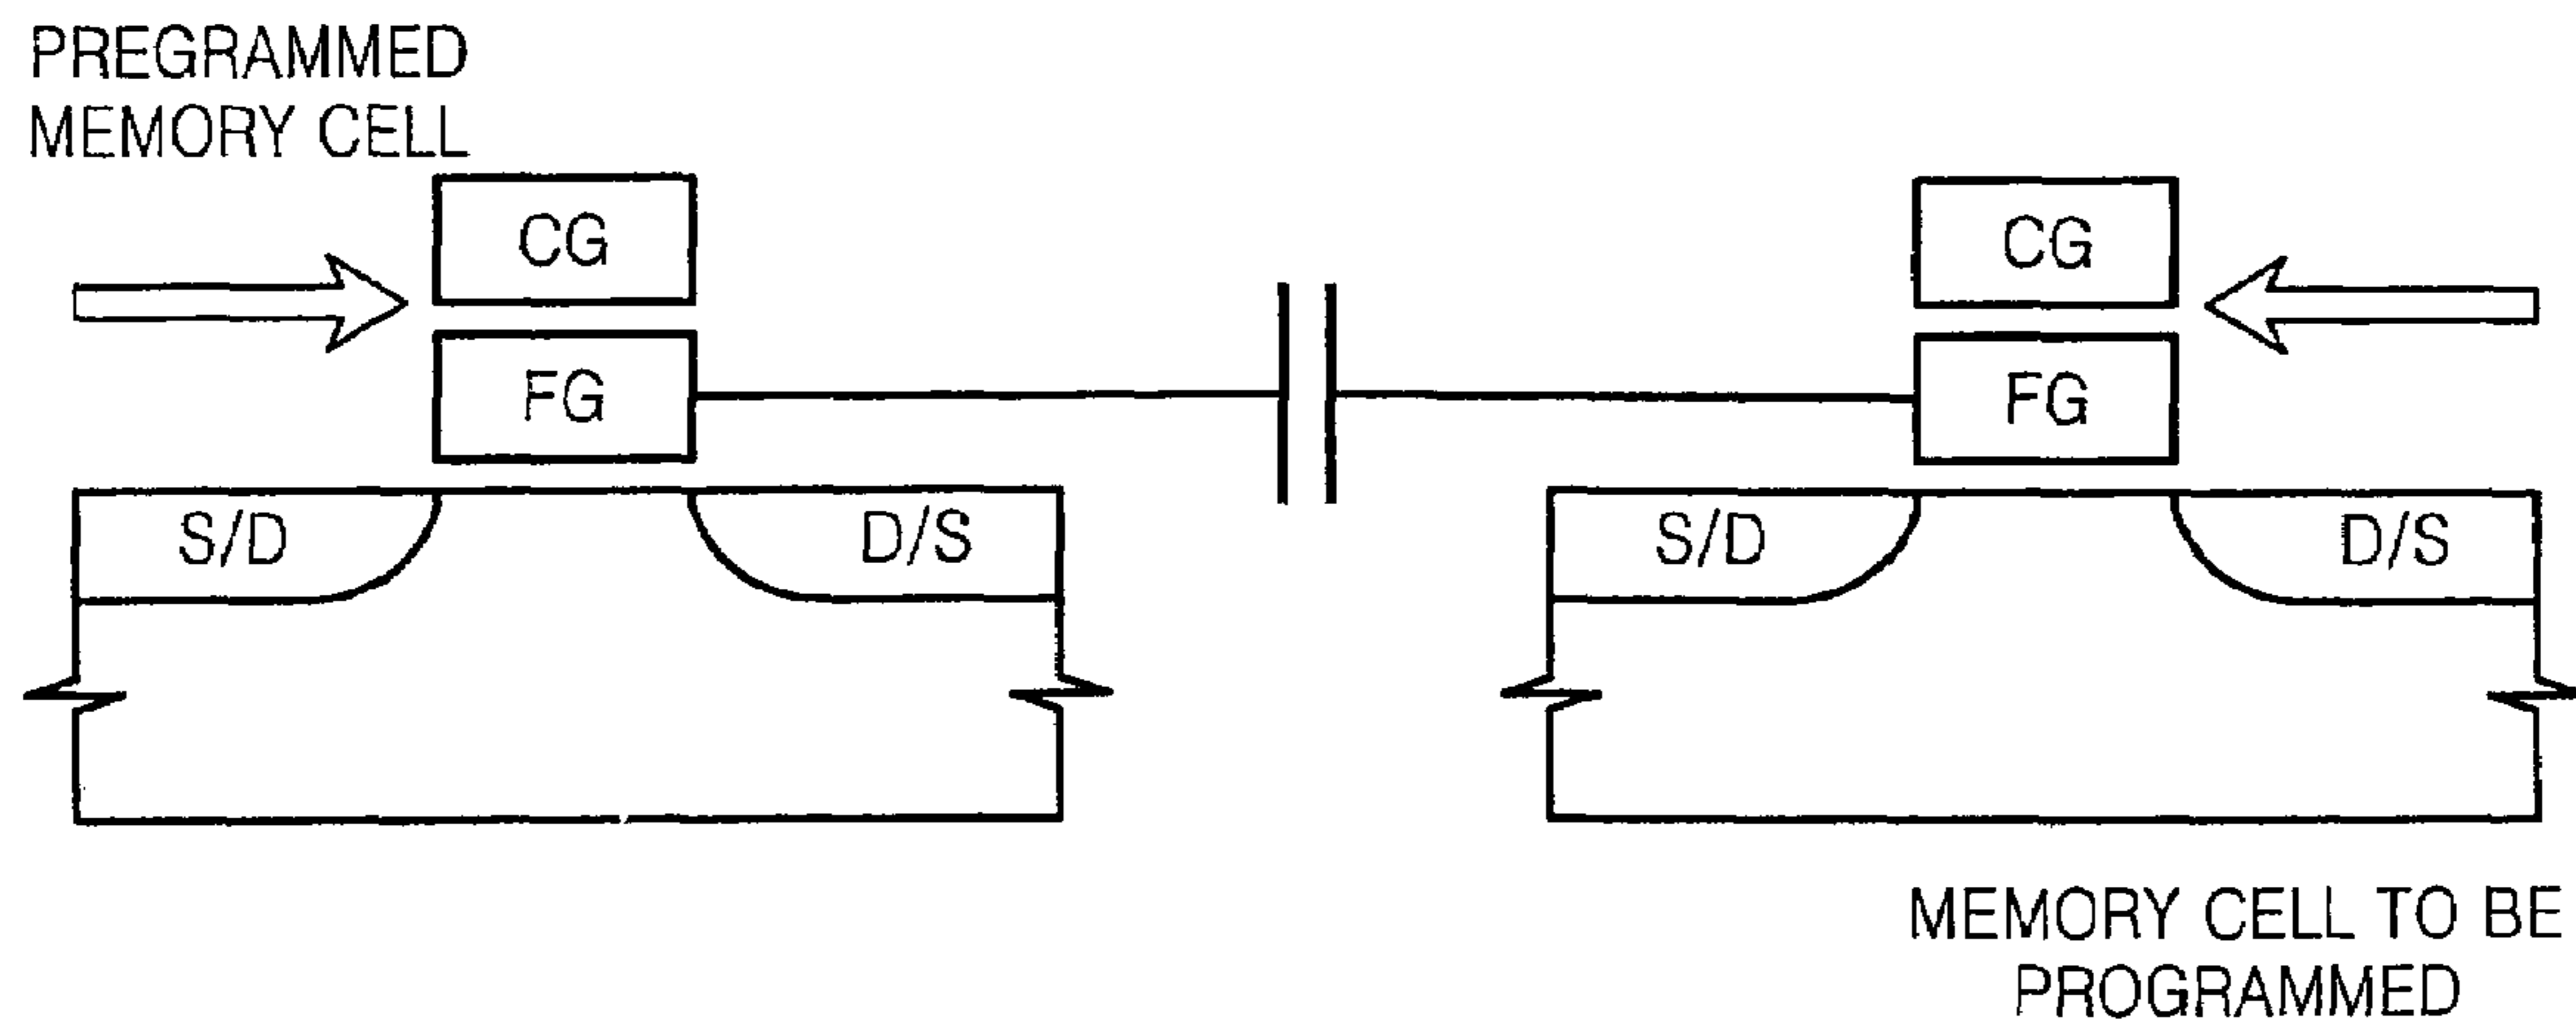 PREGRAMMED
MEMORY CELL
CG
CG
FG
FG
S/D
D/S
S/D
D/S
MEMORY CELL TO BE
PROGRAMMED